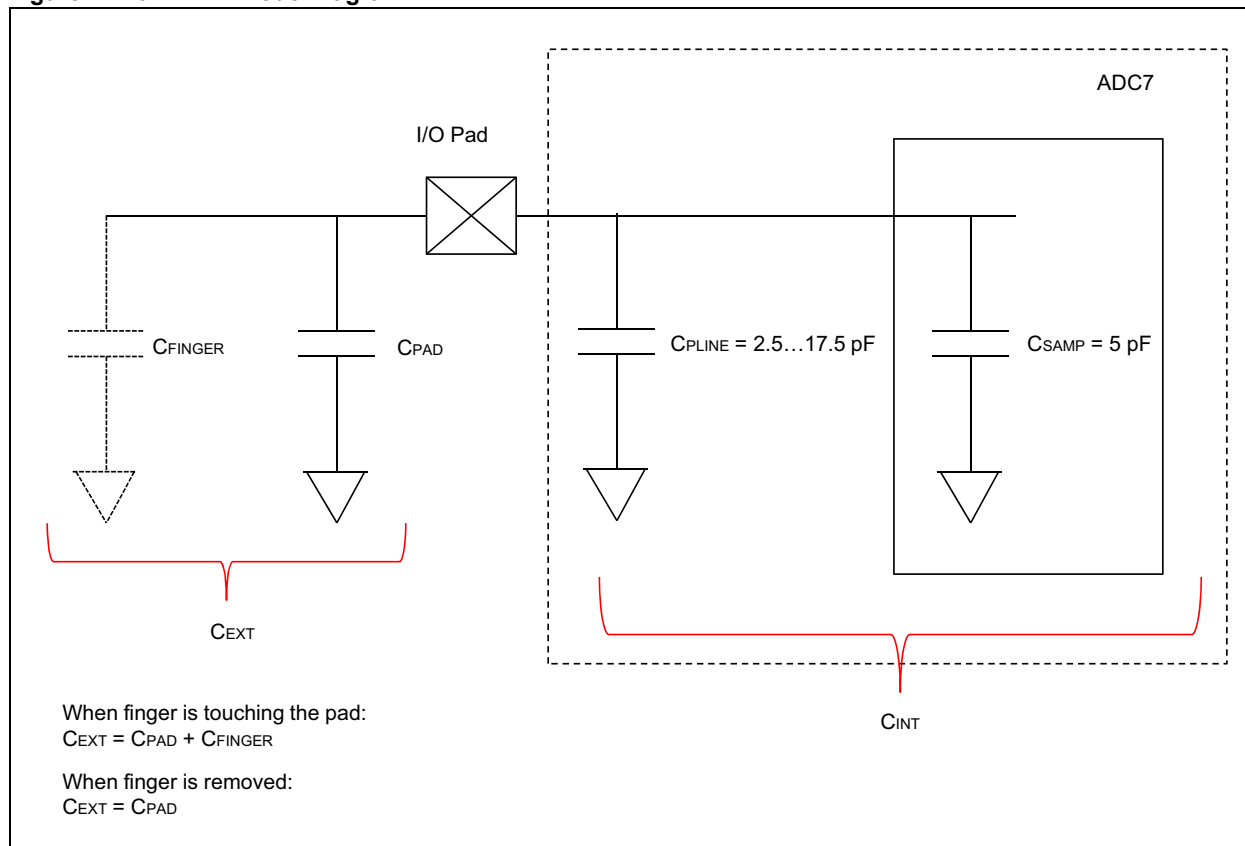 ADC7
I/O Pad
CFINGER
CPAD
CPLINE = 2.5...17.5 pF
CSAMP = 5 pF
CEXT
CINT
When finger is touching the pad:
CEXT = CPAD + CFINGER
When finger is removed:
CEXT = CPAD